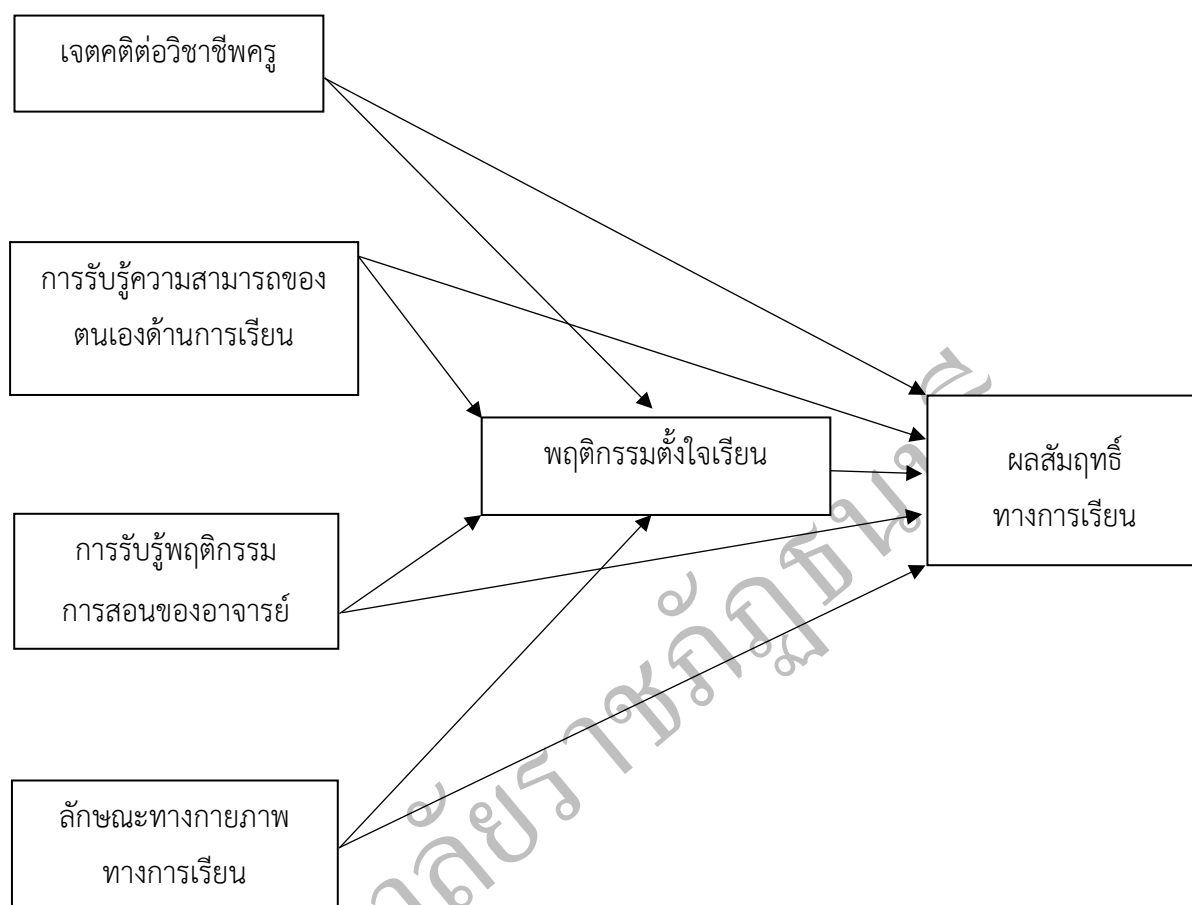 เจตคติต่อวิชาชีพครู
การรับรู้ความสามารถของ
ตนเองด้านการเรียน
พฤติกรรมตั้งใจเรียน
ผลสัมฤทธิ์
ทางการเรียน
การรับรู้พฤติกรรม
การสอนของอาจารย์
ลักษณะทางกายภาพ
ทางการเรียน